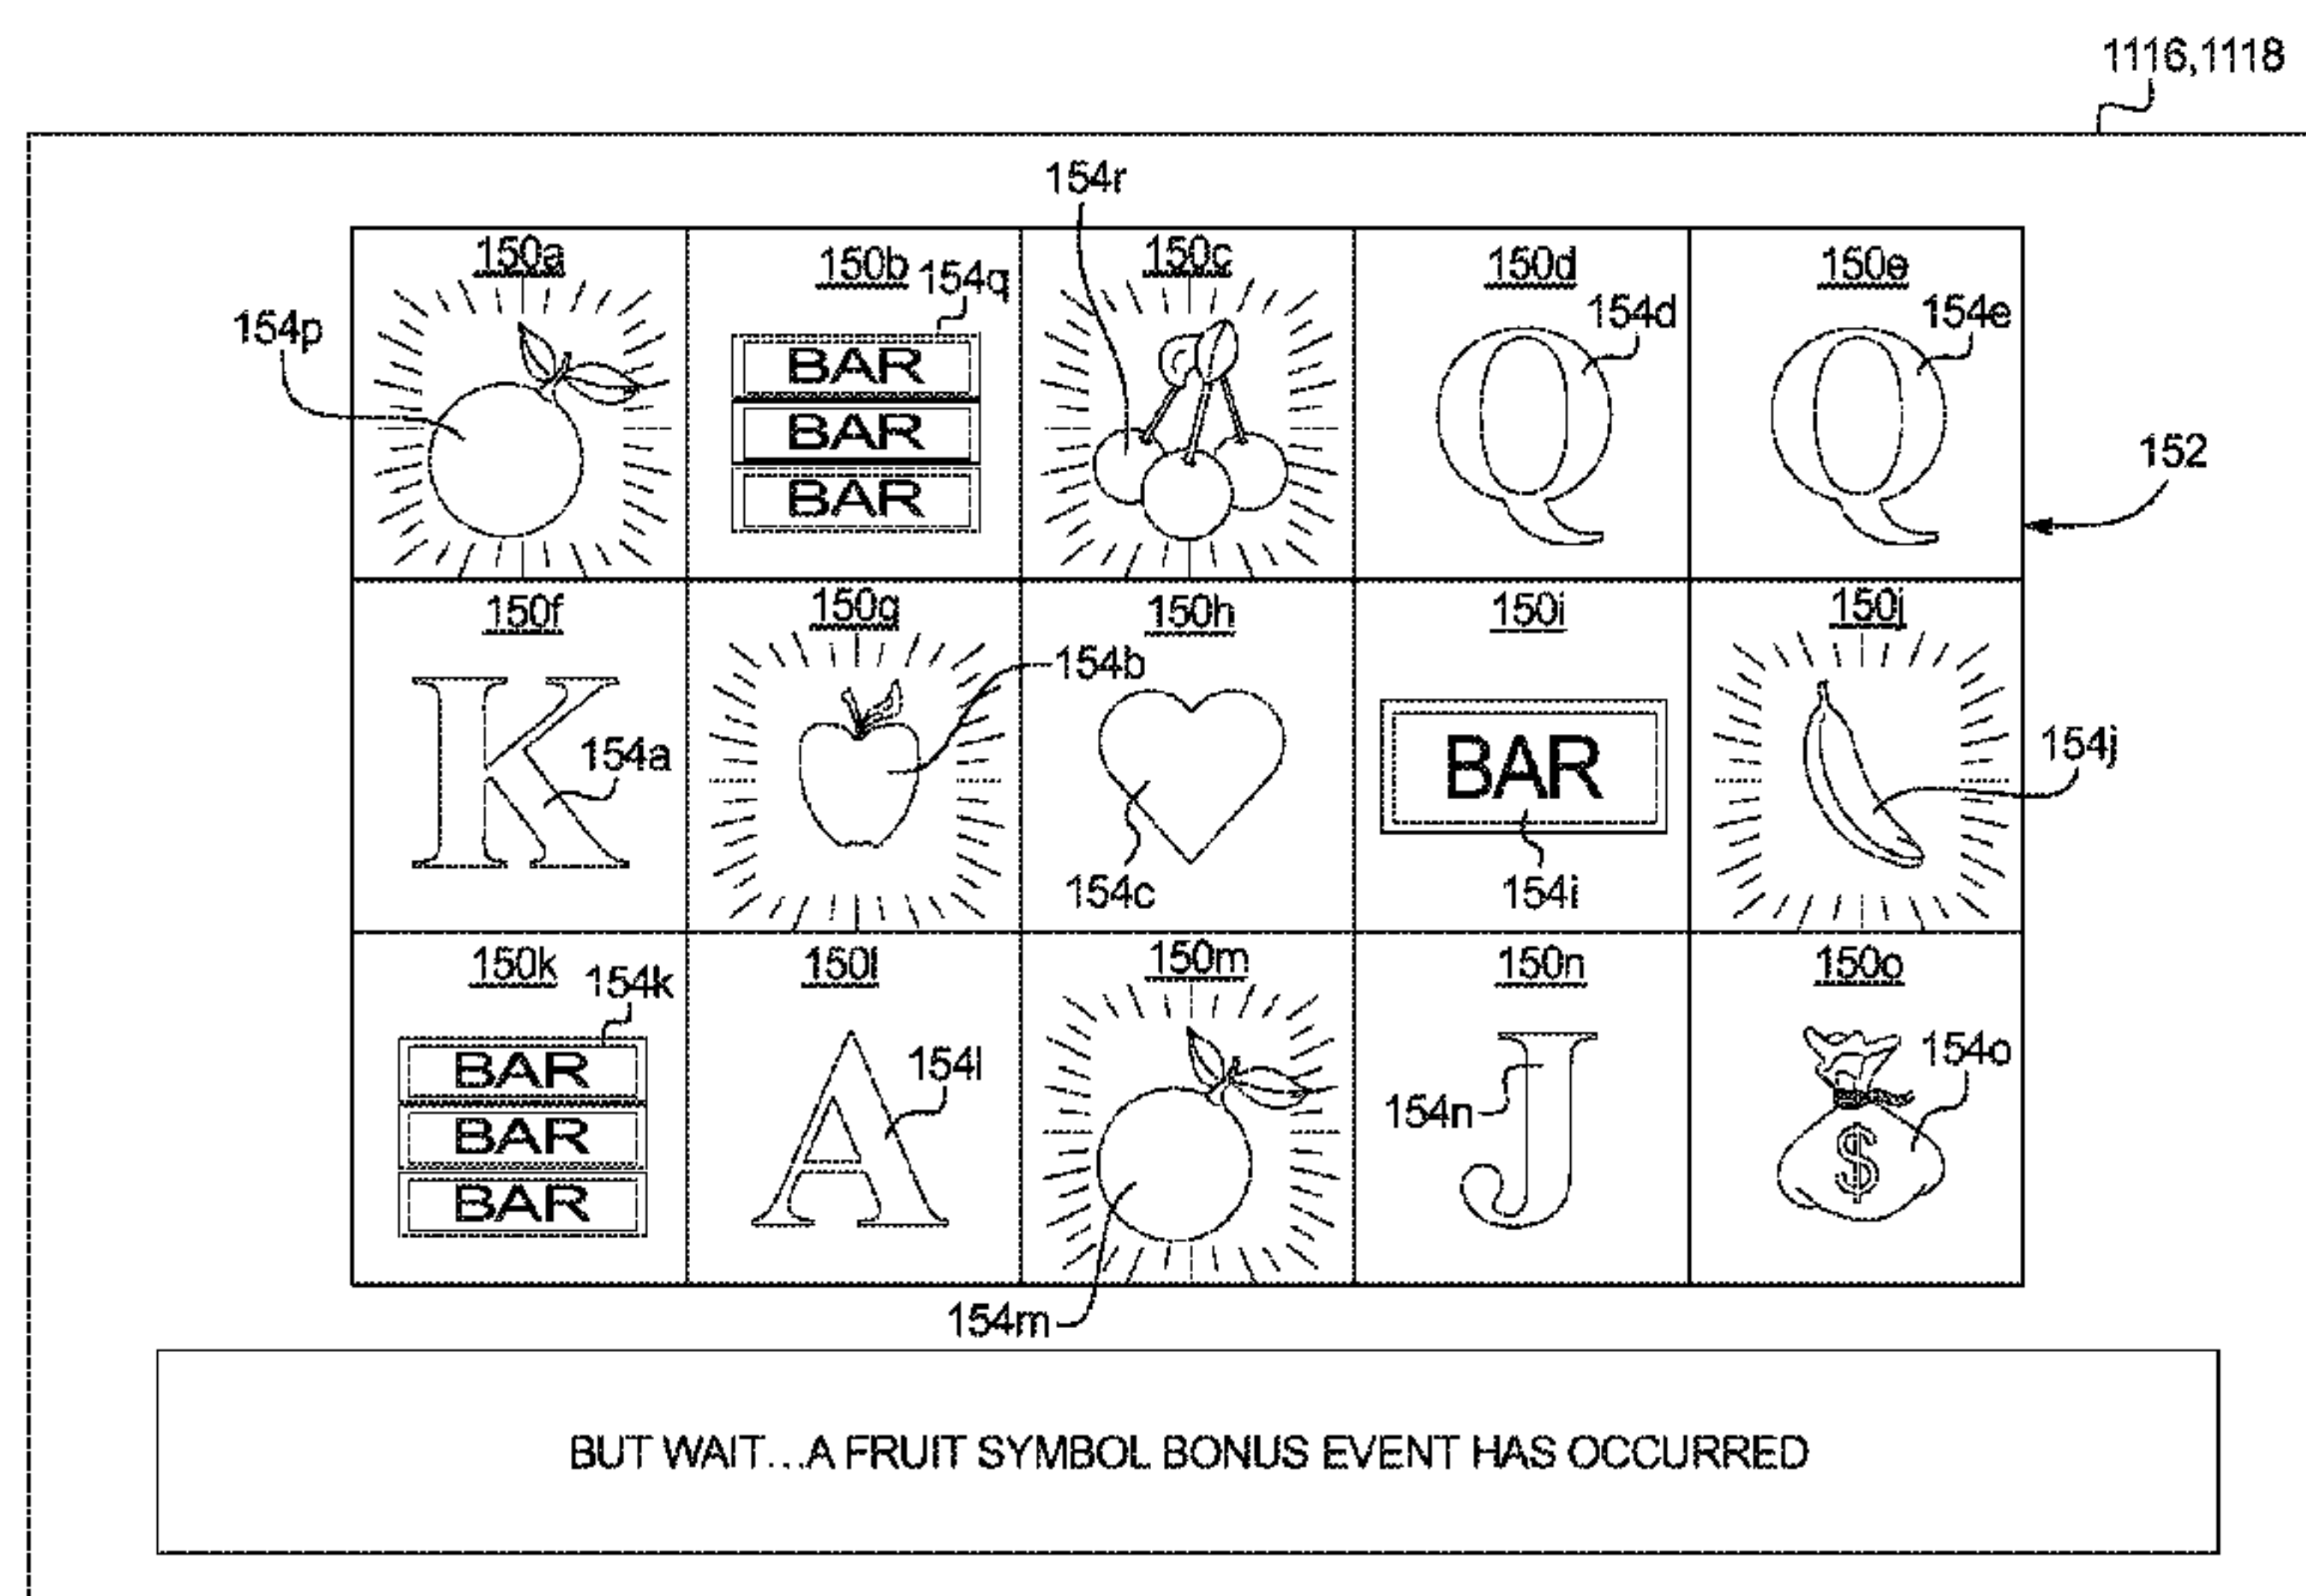 1116,1118
154r
150a 150b 154q 150c 150d 150e
154p 154d 154e
BAR
BAR
BAR
152
150f 150g 150h 150i 150j
154b
K 154a BAR 154j
154c 154i
150k 154k 150l 150m 150n 150o
BAR
BAR
BAR
A 154l
154n J
154o
$
154m
Q Q
BUT WAIT...A FRUIT SYMBOL BONUS EVENT HAS OCCURRED